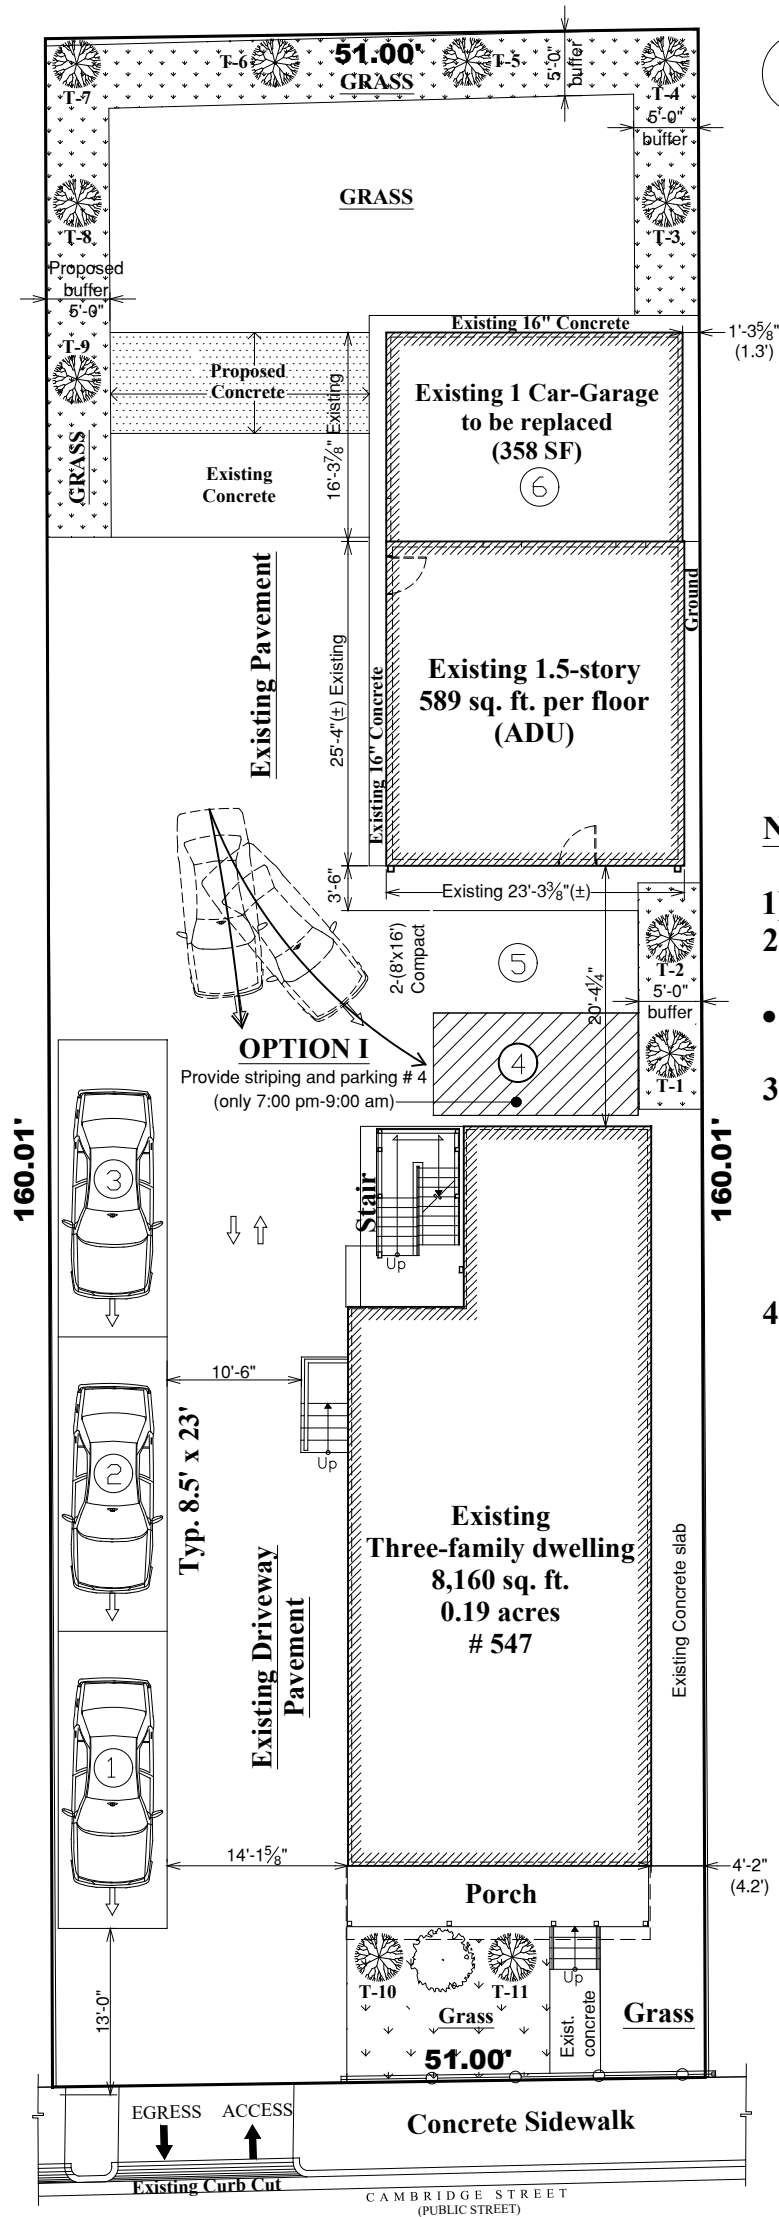 51.00'
T-7
T-6
T-5
T-4
GRASS
5'-0"
buffer
5'-0"
buffer
GRASS
T-8
T-3
Proposed
buffer
5'-0"
T-9
GRASS
Existing 16" Concrete
1'-3⅝"
(1.3')
Proposed
Concrete
Existing
Concrete
16'-3⅞" Existing
Existing 1 Car-Garage
to be replaced
(358 SF)
6
Existing Pavement
25'-4"(±) Existing
Existing 16" Concrete
Ground
Existing 1.5-story
589 sq. ft. per floor
(ADU)
3'-6"
Existing 23'-3⅜"(±)
2-(8'x16')
Compact
5
20'-4¼"
T-2
5'-0"
buffer
T-1
N
1)
2
•
3
4
OPTION I
Provide striping and parking # 4
(only 7:00 pm-9:00 am)
4
160.01'
160.01'
3
Stair
Up
10'-6"
Up
2
Typ. 8.5' x 23'
Existing
Three-family dwelling
8,160 sq. ft.
0.19 acres
# 547
Existing Concrete slab
Existing Driveway
Pavement
1
14'-1⅝"
4'-2"
(4.2')
Porch
13'-0"
T-10
T-11
Up
Grass
Exist.
concrete
Grass
51.00'
EGRESS
ACCESS
Concrete Sidewalk
Existing Curb Cut
CAMBRIDGE STREET
(PUBLIC STREET)